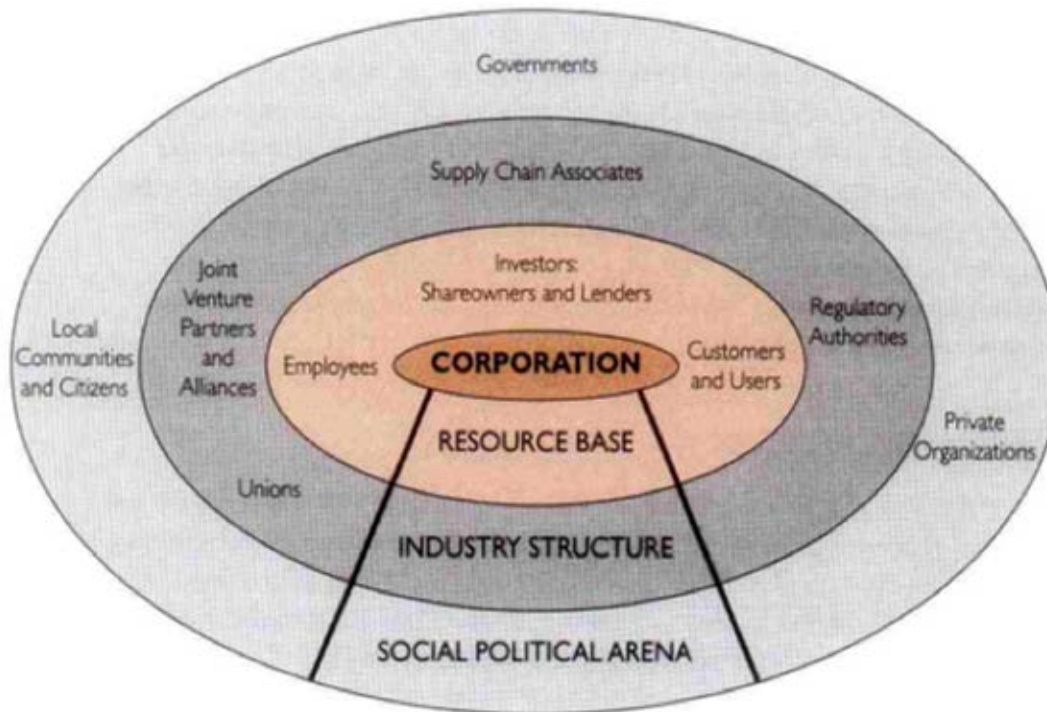 Governments
Supply Chain Associates
Investors:
Shareowners and Lenders
Joint
Venture
Partners
and
Alliances
Local
Communities
and Citizens
Employees
CORPORATION
Customers
and Users
Regulatory
Authorities
Private
Organizations
RESOURCE BASE
Unions
INDUSTRY STRUCTURE
SOCIAL POLITICAL ARENA